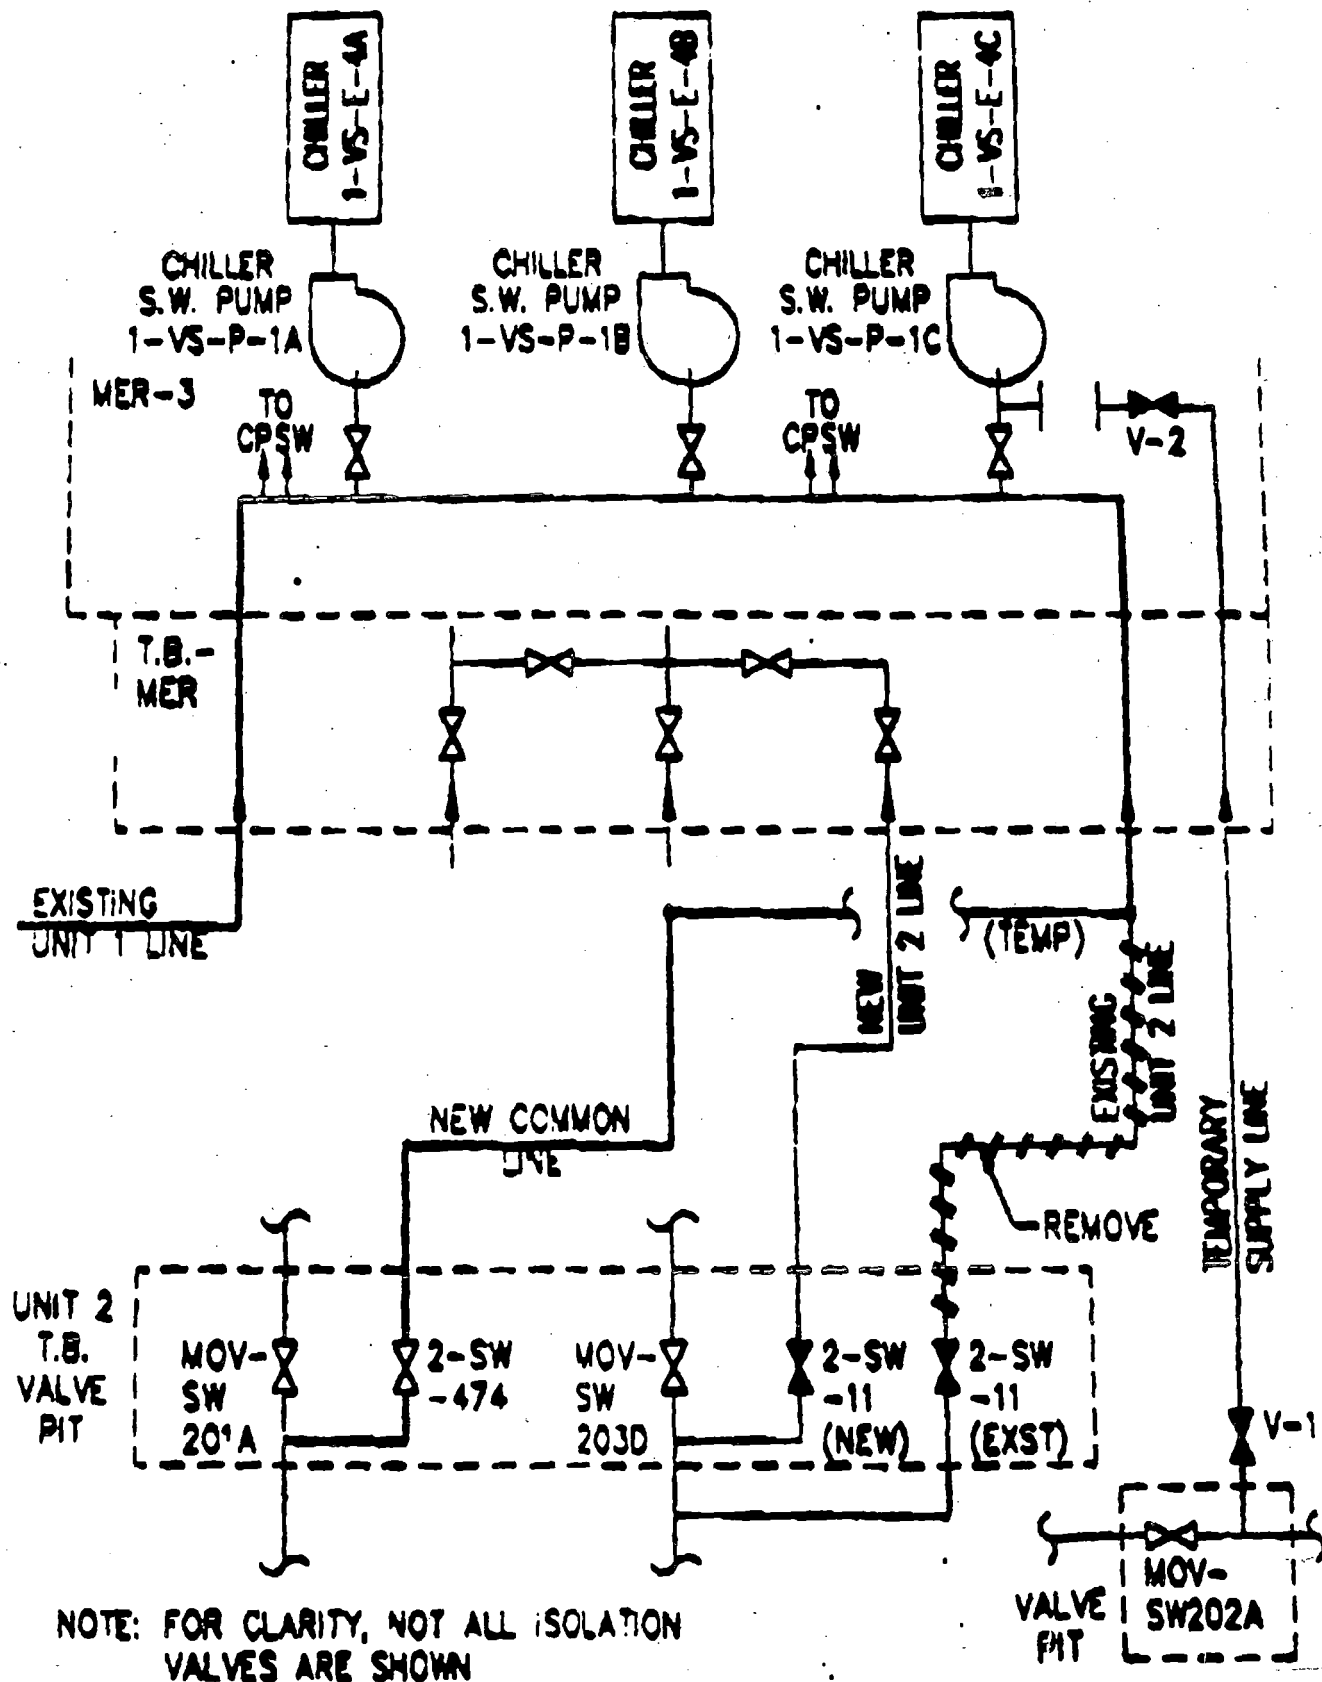 CHILLER
1-VS-E-4A
CHILLER
1-VS-E-4B
CHILLER
1-VS-E-4C
CHILLER
S.W. PUMP
1-VS-P-1A
CHILLER
S.W. PUMP
1-VS-P-1B
CHILLER
S.W. PUMP
1-VS-P-1C
MER-3
TO
CPSW
TO
CPSW
V-2
T.B.-
MER
EXISTING
UNIT 1 LINE
NEW
UNIT 2 LINE
(TEMP)
EXISTING
UNIT 2 LINE
NEW COMMON
LINE
REMOVE
TEMPORARY
SUPPLY LINE
UNIT 2
T.B.
VALVE
PIT
MOV-
SW
201A
2-SW
-474
MOV-
SW
203D
2-SW
-11
(NEW)
2-SW
-11
(EXST)
V-1
VALVE
PIT
MOV-
SW202A
NOTE: FOR CLARITY, NOT ALL ISOLATION
VALVES ARE SHOWN